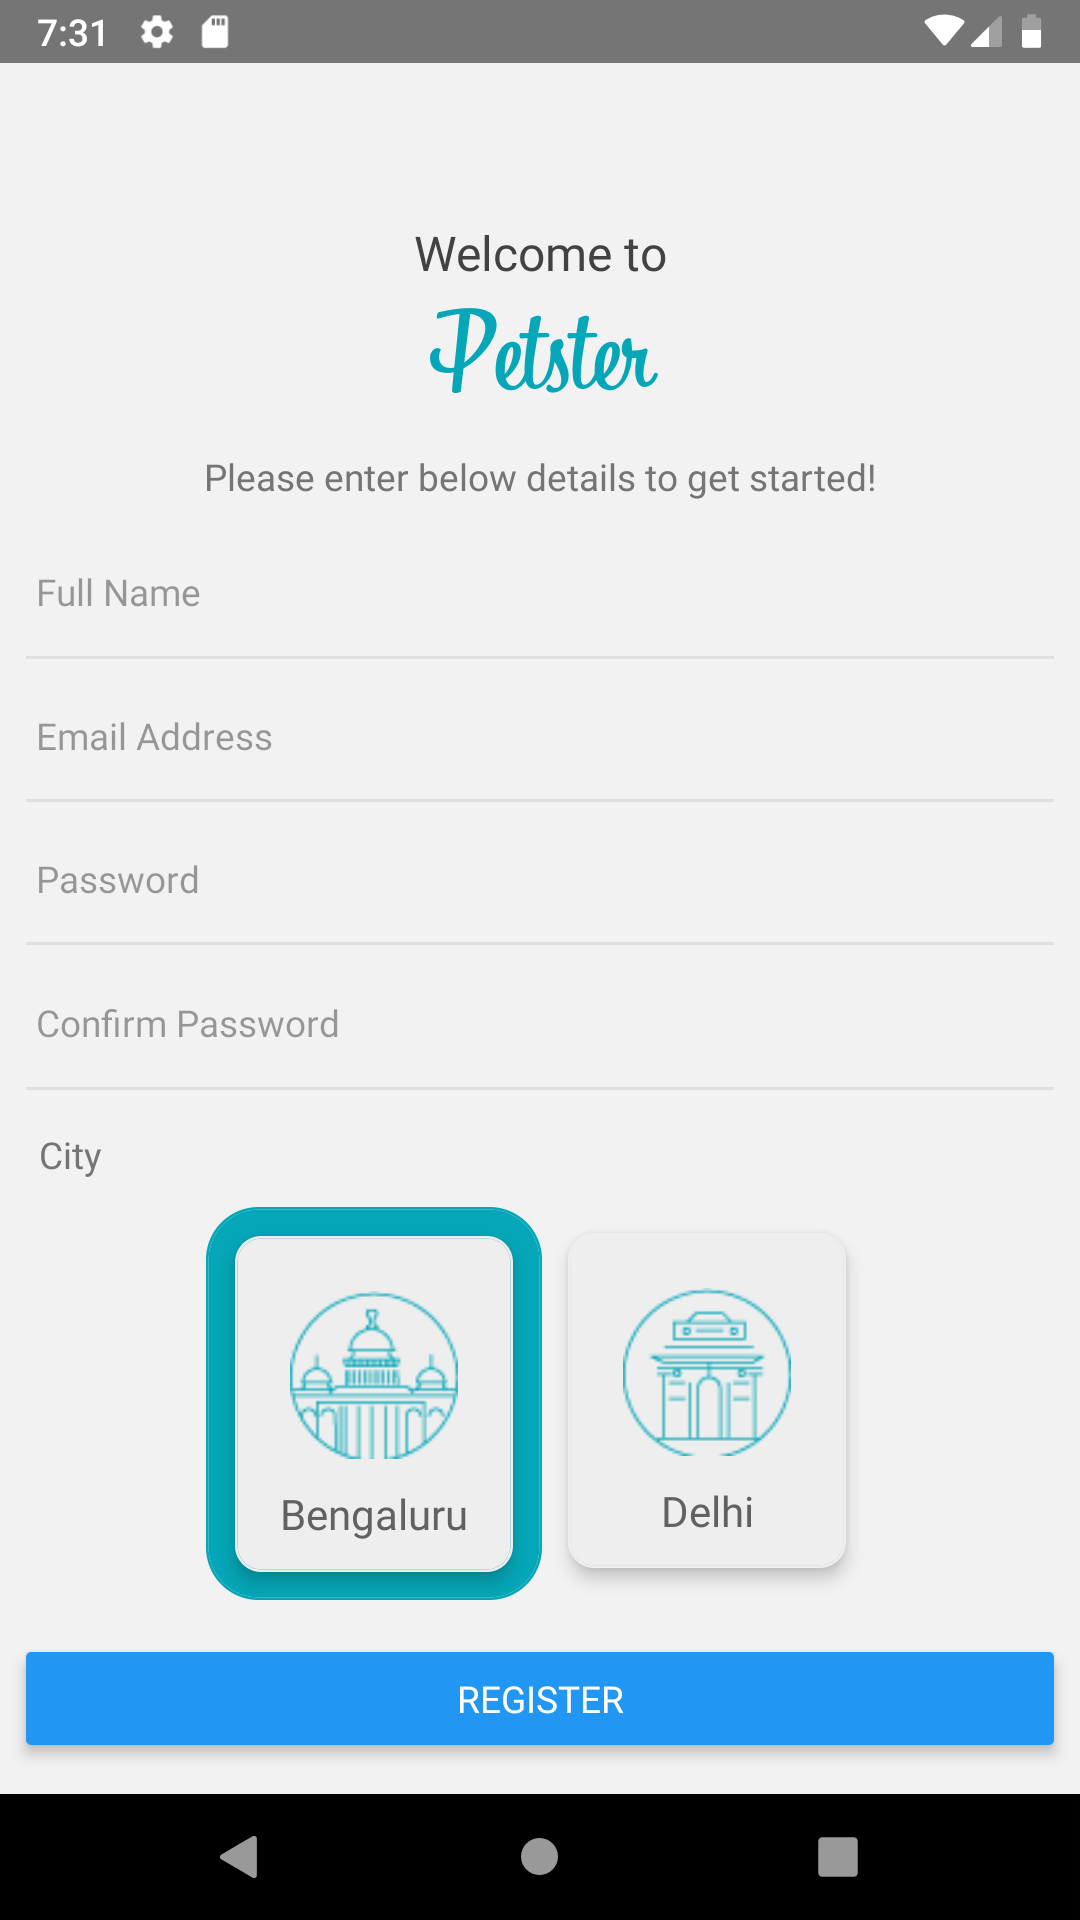 7:31
Welcome to
Petster
Please enter below details to get started!
Full Name
Email Address
Password
Confirm Password
City
Bengaluru
Delhi
REGISTER